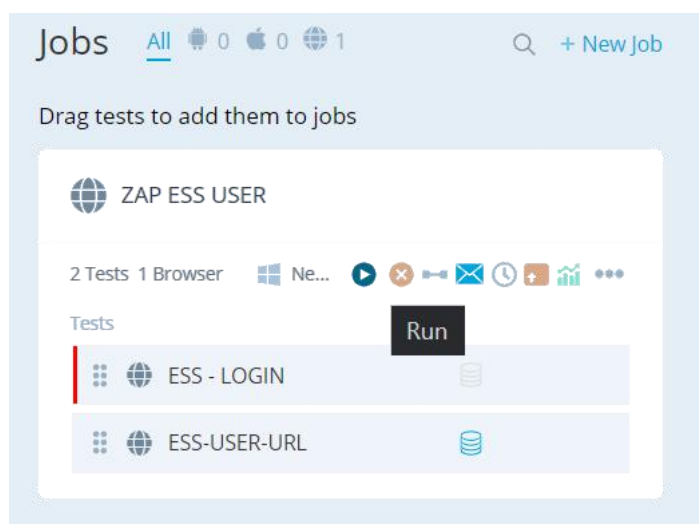 Jobs All 0 0 1 + New Job
Drag tests to add them to jobs
ZAP ESS USER
2 Tests 1 Browser Ne...
Tests
Run
ESS - LOGIN
ESS-USER-URL